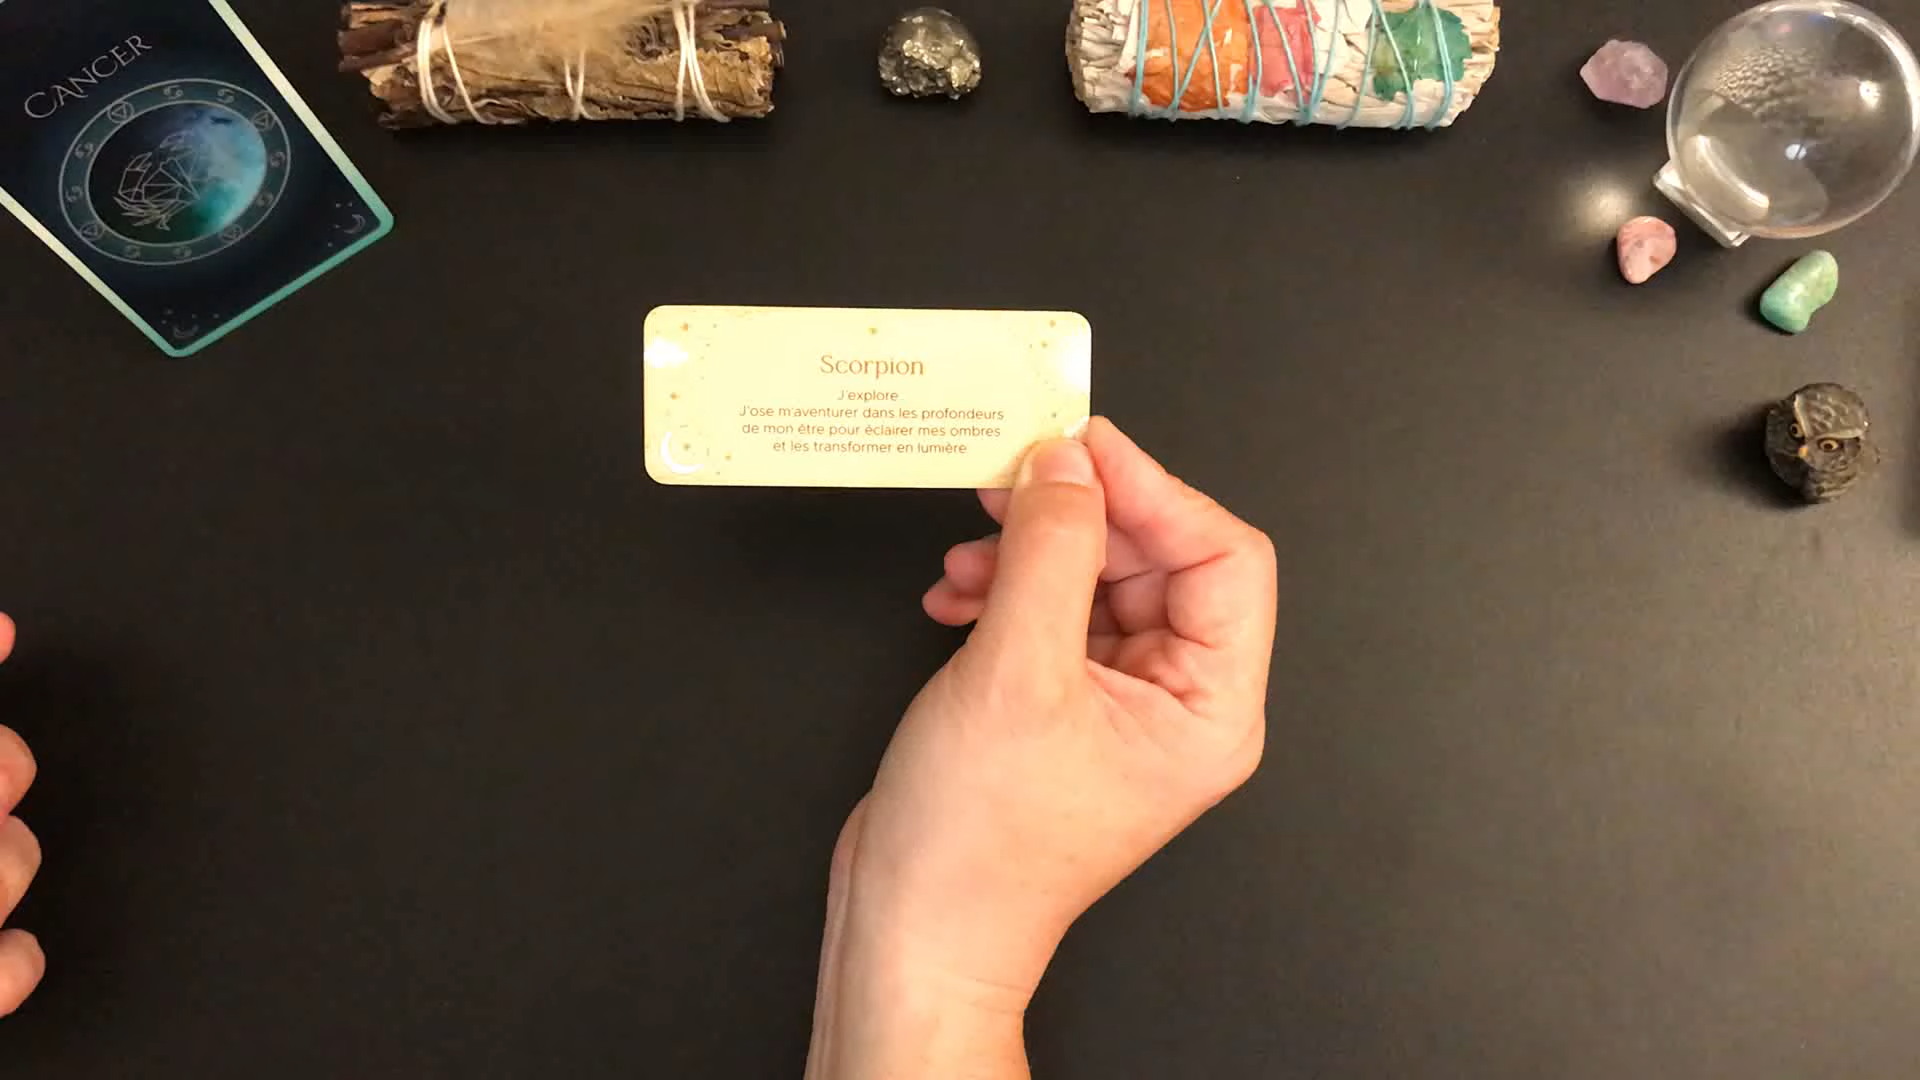 CANCER
Scorpion
J'explore
J'ose m'aventurer dans les profondeurs
de mon être pour éclairer mes ombres
et les transformer en lumière